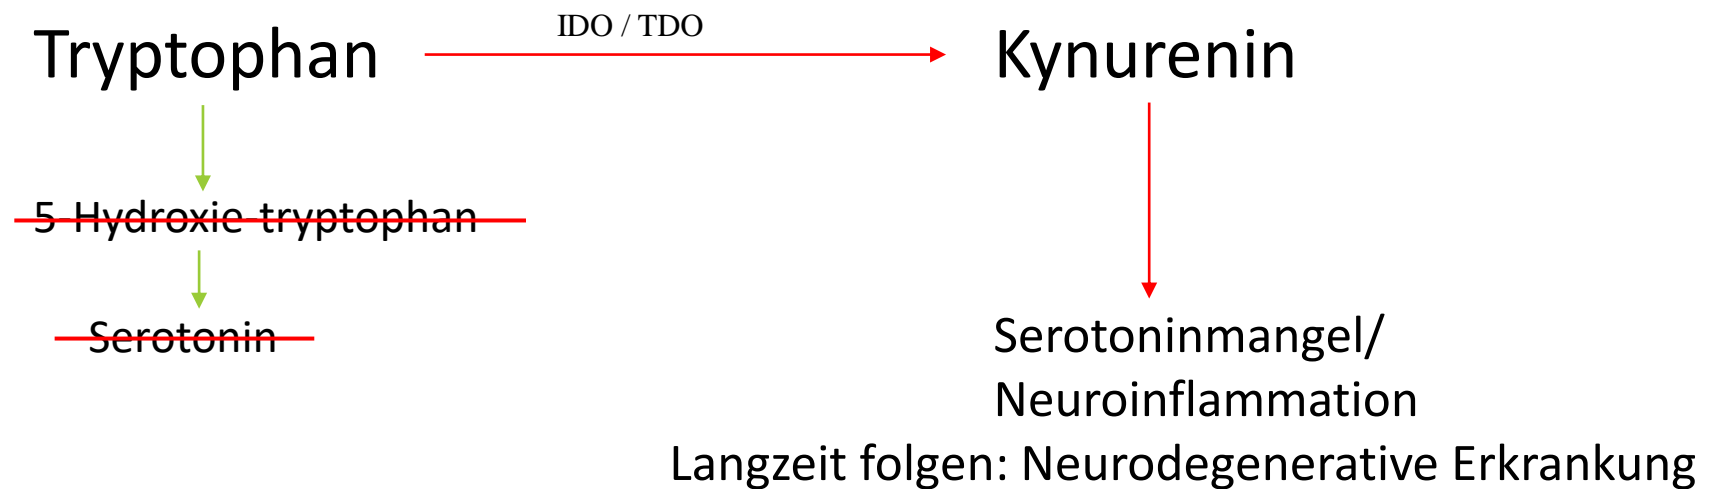 IDO / TDO
Tryptophan
Kynurenin
5-Hydroxie-tryptophan
Serotonin
Serotoninmangel/
Neuroinflammation
Langzeit folgen: Neurodegenerative Erkrankung